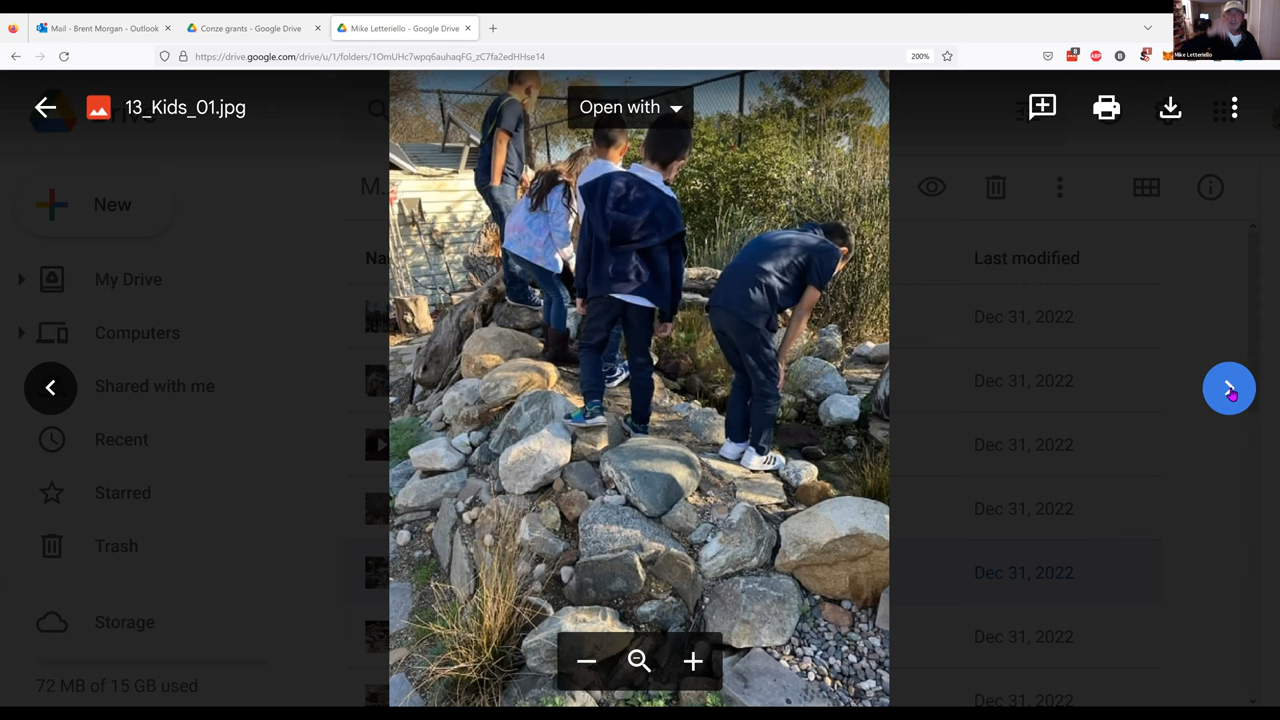 Mail - Brent Morgan - Outlook
Conze grants - Google Drive
Mike Letteriello - Google Drive
Mike Letteriello
https://drive.google.com/drive/u/1/folders/1OmUHc7wpq6auhaqFG_zC7fa2edHHse14
200%
13_Kids_01.jpg
Open with
New
My Drive
Computers
Shared with me
Recent
Starred
Trash
Storage
72 MB of 15 GB used
M
Na
Last modified
Dec 31, 2022
Dec 31, 2022
Dec 31, 2022
Dec 31, 2022
Dec 31, 2022
Dec 31, 2022
Dec 31, 2022